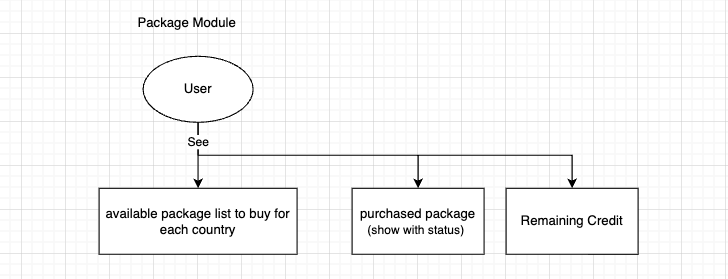 Package Module
User
See
available package list to buy for
each country
purchased package
(show with status)
Remaining Credit